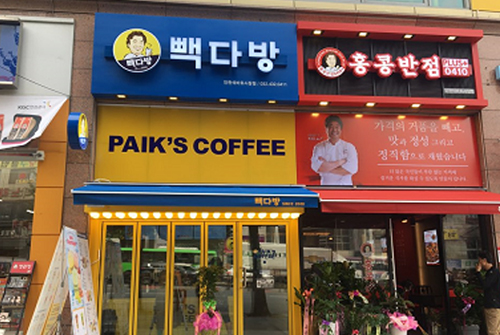 빽다방
빽다방
홍콩반점
PLUS+
0410
PAIK'S COFFEE
가격의 거품을 빼고,
맛과 정성 그리고
정직함으로 채웠습니다
빽다방